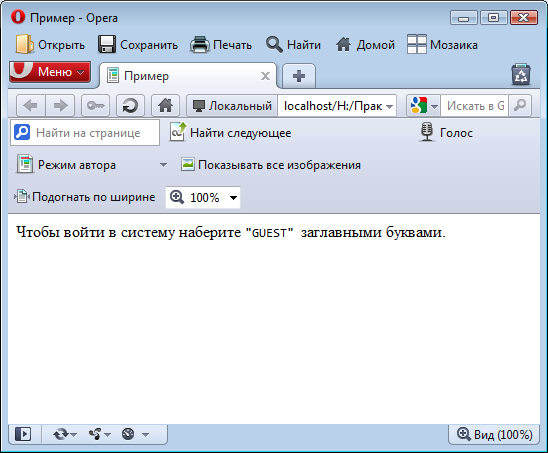 Пример - Opera
Открыть Сохранить Печать Найти Домой Мозаика
Меню Пример
Локальный localhost/H:/Прак Искать в G
Найти на странице Найти следующее Голос
Режим автора Показывать все изображения
Подогнать по ширине 100%
Чтобы войти в систему наберите "GUEST" заглавными буквами.
Вид (100%)